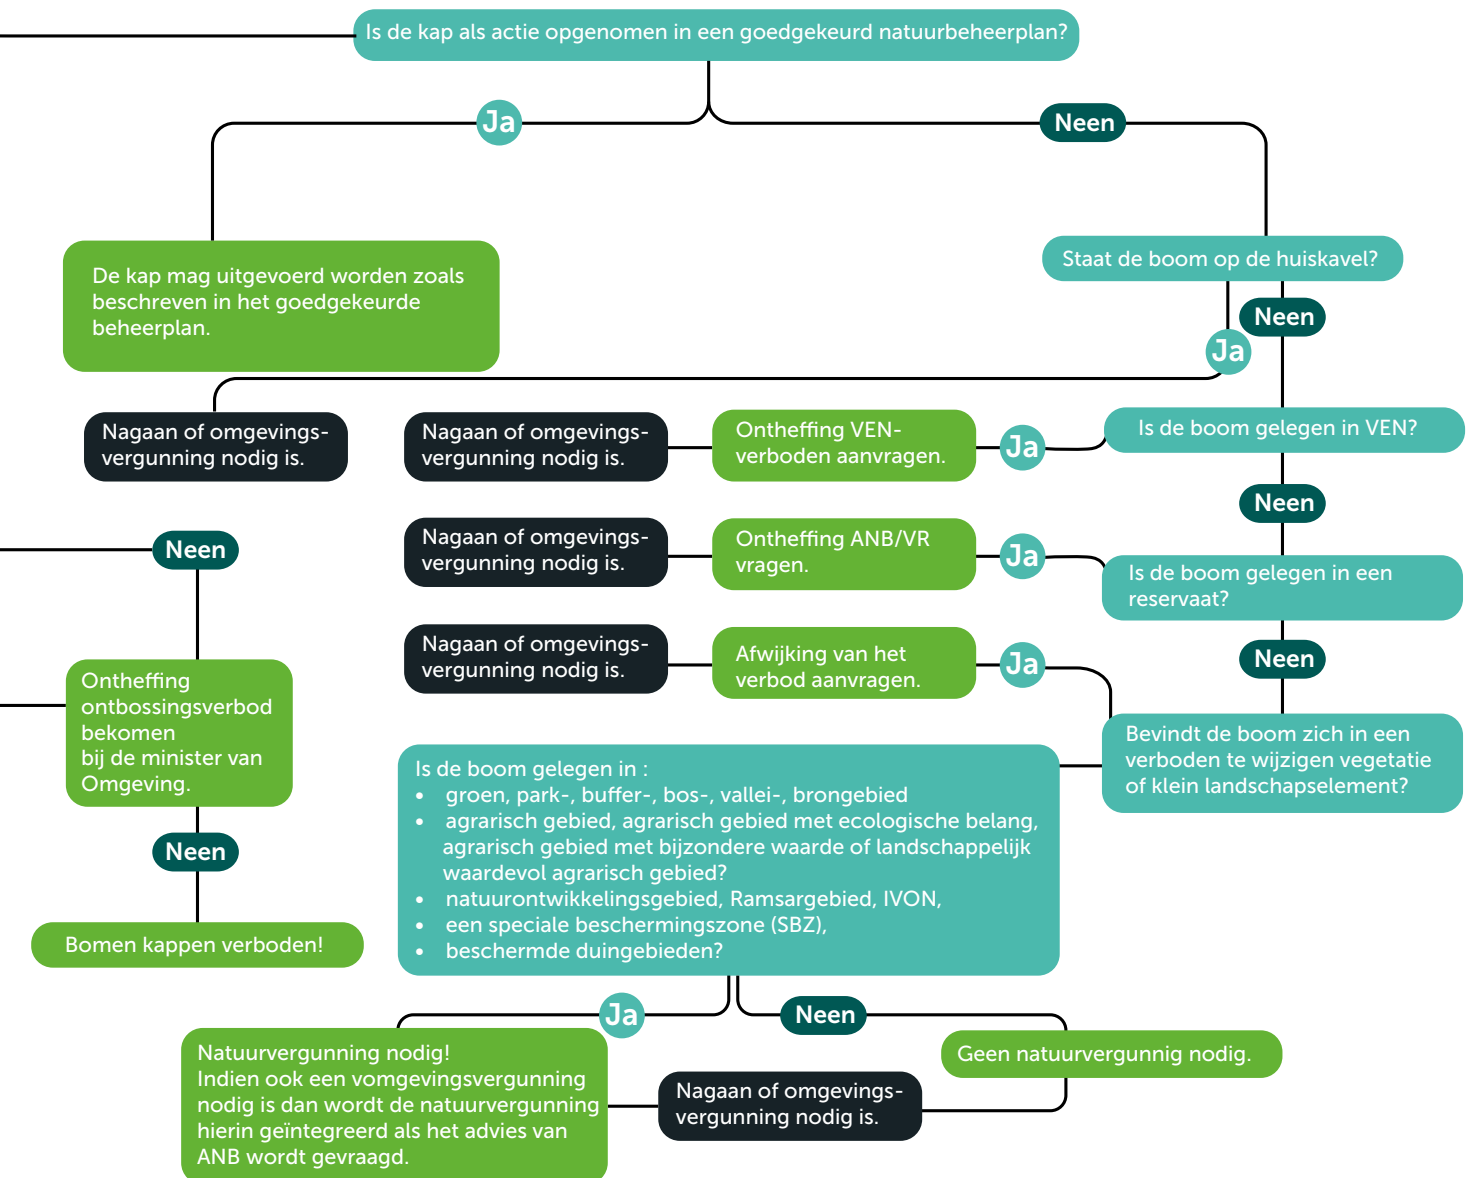 Is de kap als actie opgenomen in een goedgekeurd natuurbeheerplan?
Ja
Neen
De kap mag uitgevoerd worden zoals
beschreven in het goedgekeurde
beheerplan.
Staat de boom op de huiskavel?
Neen
Ja
Nagaan of omgevings-
vergunning nodig is.
Nagaan of omgevings-
vergunning nodig is.
Ontheffing VEN-
verboden aanvragen.
Ja
Is de boom gelegen in VEN?
Neen
Nagaan of omgevings-
vergunning nodig is.
Ontheffing ANB/VR
vragen.
Ja
Is de boom gelegen in een
reservaat?
Neen
Nagaan of omgevings-
vergunning nodig is.
Afwijking van het
verbod aanvragen.
Ja
Neen
Bevindt de boom zich in een
verboden te wijzigen vegetatie
of klein landschapselement?
Ontheffing
ontbossingsverbod
bekomen
bij de minister van
Omgeving.
Neen
Bomen kappen verboden!
Is de boom gelegen in :
• groen, park-, buffer-, bos-, vallei-, brongebied
• agrarisch gebied, agrarisch gebied met ecologische belang,
agrarisch gebied met bijzondere waarde of landschappelijk
waardevol agrarisch gebied?
• natuurontwikkelingsgebied, Ramsargebied, IVON,
• een speciale beschermingszone (SBZ),
• beschermde duingebieden?
Ja
Neen
Natuurvergunning nodig!
Indien ook een vomgevingsvergunning
nodig is dan wordt de natuurvergunning
hierin geïntegreerd als het advies van
ANB wordt gevraagd.
Nagaan of omgevings-
vergunning nodig is.
Geen natuurvergunnig nodig.